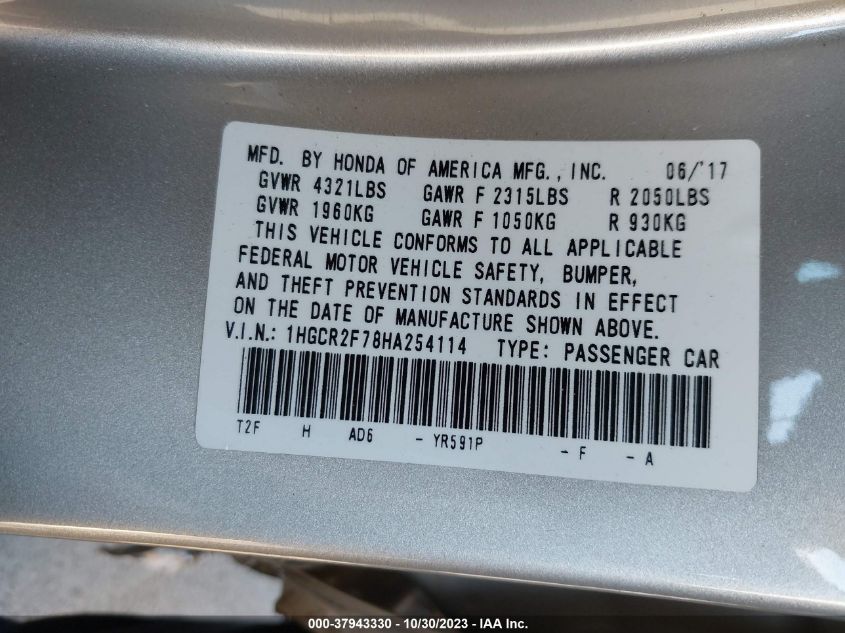 MFD. BY HONDA OF AMERICA MFG., INC. 06/'17
GVWR 4321LBS GAWR F 2315LBS R 2050LBS
GVWR 1960KG GAWR F 1050KG R 930KG
THIS VEHICLE CONFORMS TO ALL APPLICABLE
FEDERAL MOTOR VEHICLE SAFETY, BUMPER,
AND THEFT PREVENTION STANDARDS IN EFFECT
ON THE DATE OF MANUFACTURE SHOWN ABOVE.
V.I.N.: 1HGCR2F78HA254114 TYPE: PASSENGER CAR
T2F H AD6 - YR591P - F - A
000-37943330 - 10/30/2023 - IAA Inc.